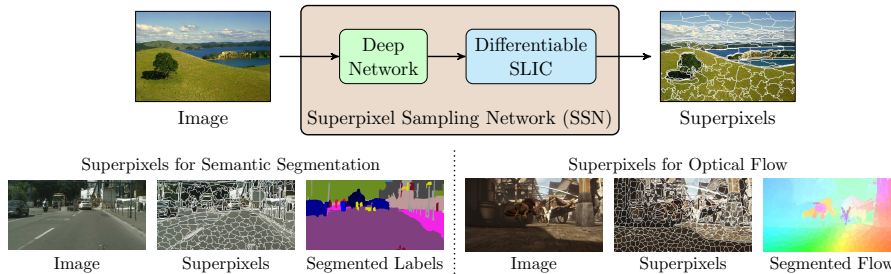 Deep
Network
Differentiable
SLIC
Image
Superpixel Sampling Network (SSN)
Superpixels
Superpixels for Semantic Segmentation
Superpixels for Optical Flow
Image
Superpixels
Segmented Labels
Image
Superpixels
Segmented Flow